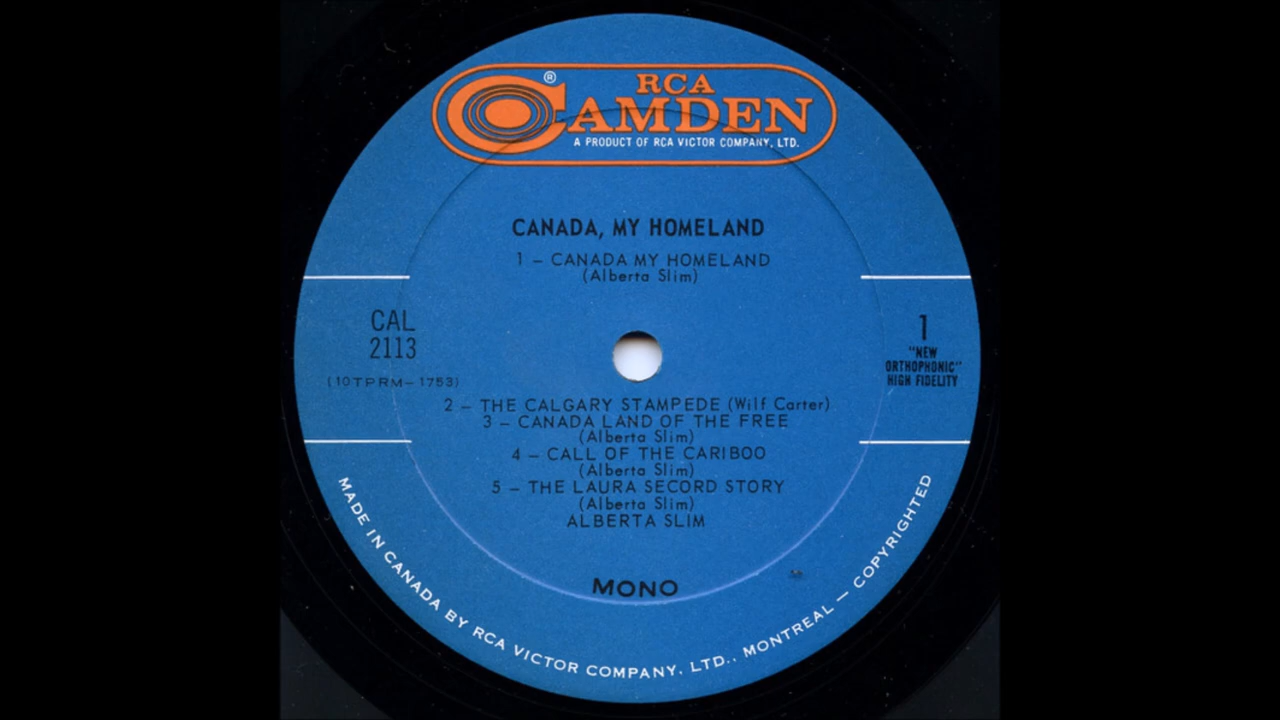 RCA
CAMDEN
®
A PRODUCT OF RCA VICTOR COMPANY, LTD.
CANADA, MY HOMELAND
1 – CANADA MY HOMELAND
(Alberta Slim)
CAL
2113
(10TPRM–1753)
1
"NEW
ORTHOPHONIC"
HIGH FIDELITY
2 – THE CALGARY STAMPEDE (Wilf Carter)
3 – CANADA LAND OF THE FREE
(Alberta Slim)
4 – CALL OF THE CARIBOO
(Alberta Slim)
5 – THE LAURA SECORD STORY
(Alberta Slim)
ALBERTA SLIM
MONO
MADE IN CANADA BY RCA VICTOR COMPANY, LTD., MONTREAL — COPYRIGHTED